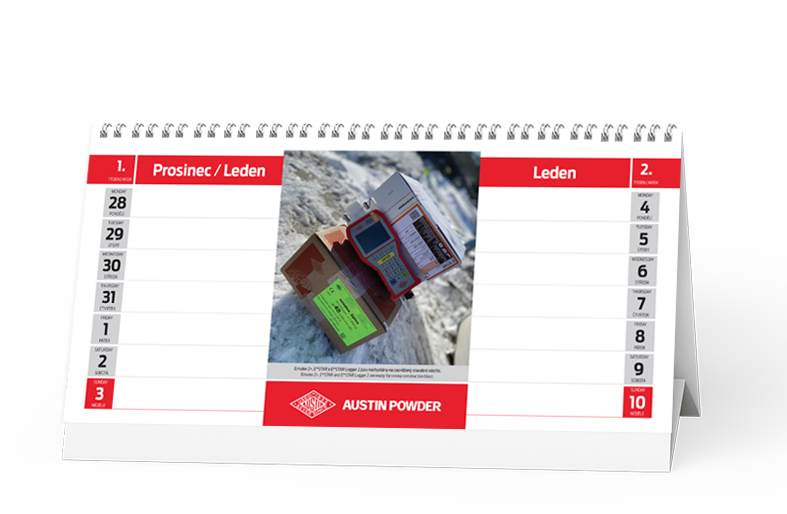 1.
TÝDEN / WEEK
Prosinec / Leden
MONDAY
28
PONDĚLÍ
TUESDAY
29
ÚTERÝ
WEDNESDAY
30
STŘEDA
THURSDAY
31
ČTVRTEK
FRIDAY
1
PÁTEK
SATURDAY
2
SOBOTA
SUNDAY
3
NEDĚLE
AUSTIN
AUSTIN POWDER
Leden
2.
TÝDEN / WEEK
MONDAY
4
PONDĚLÍ
TUESDAY
5
ÚTERÝ
WEDNESDAY
6
STŘEDA
THURSDAY
7
ČTVRTEK
FRIDAY
8
PÁTEK
SATURDAY
9
SOBOTA
SUNDAY
10
NEDĚLE